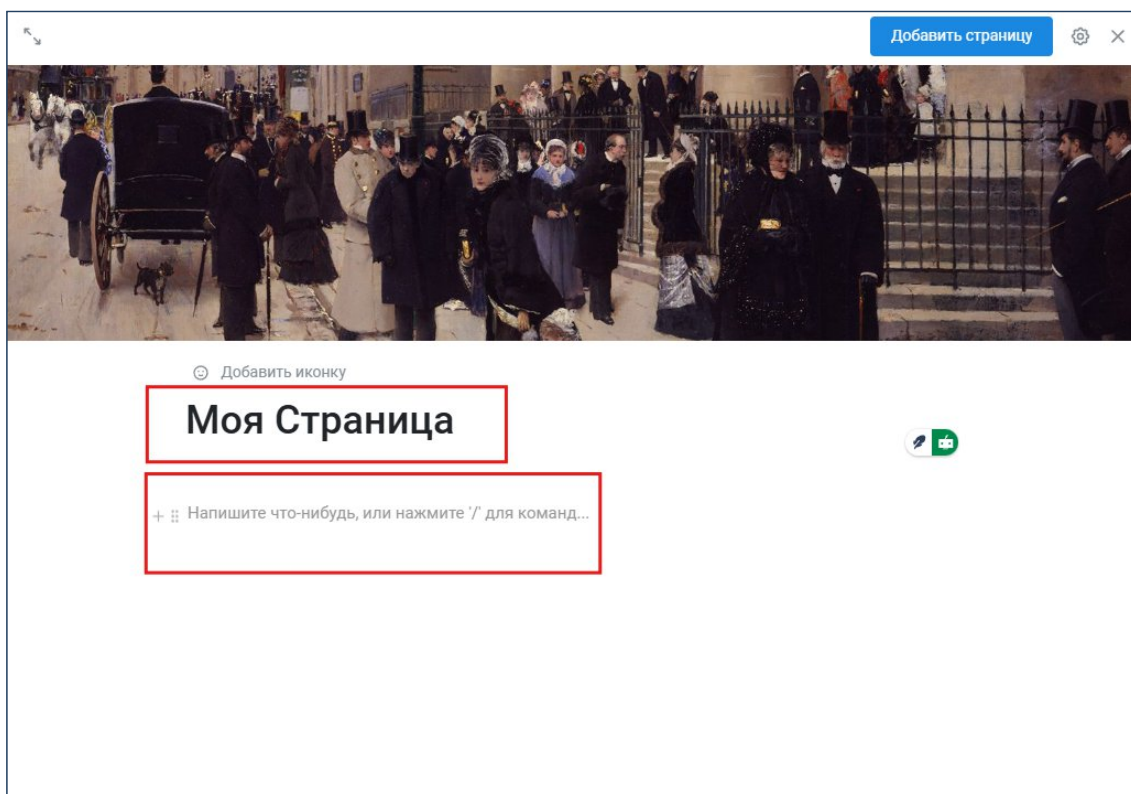 Добавить страницу
Добавить иконку
Моя Страница
Напишите что-нибудь, или нажмите '/' для команд...